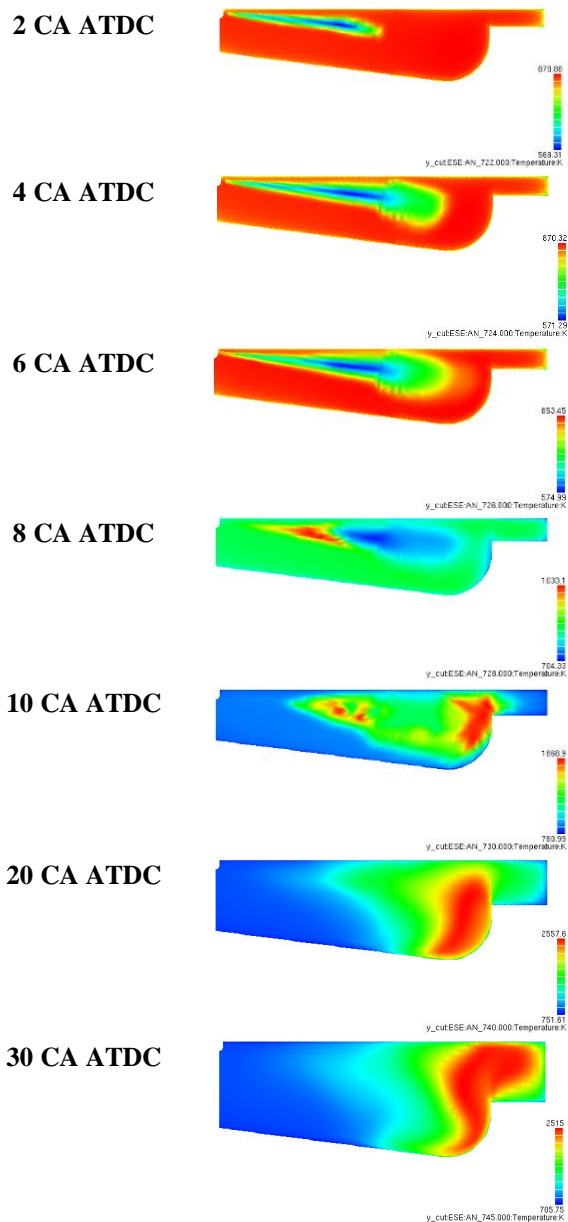 2 CA ATDC
878.88
568.31
y_cut:ESE:AN_722.000:Temperature:K
4 CA ATDC
870.32
571.29
y_cut:ESE:AN_724.000:Temperature:K
6 CA ATDC
853.45
574.99
y_cut:ESE:AN_726.000:Temperature:K
8 CA ATDC
1833.1
704.33
y_cut:ESE:AN_728.000:Temperature:K
10 CA ATDC
1868.9
789.99
y_cut:ESE:AN_730.000:Temperature:K
20 CA ATDC
2557.6
751.61
y_cut:ESE:AN_740.000:Temperature:K
30 CA ATDC
2515
705.75
y_cut:ESE:AN_745.000:Temperature:K